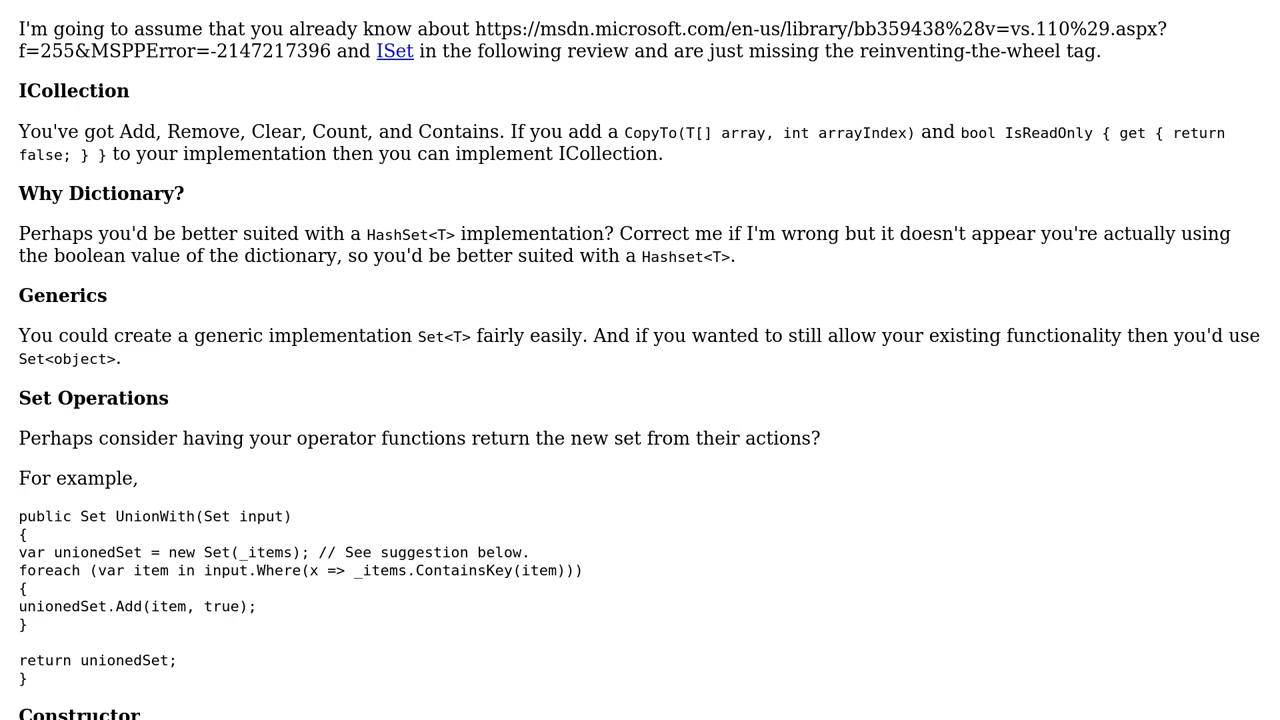 I'm going to assume that you already know about https://msdn.microsoft.com/en-us/library/bb359438%28v=vs.110%29.aspx?
f=255&MSPPError=-2147217396 and ISet in the following review and are just missing the reinventing-the-wheel tag.
ICollection
You've got Add, Remove, Clear, Count, and Contains. If you add a CopyTo(T[] array, int arrayIndex) and bool IsReadOnly { get { return
false; } } to your implementation then you can implement ICollection.
Why Dictionary?
Perhaps you'd be better suited with a HashSet<T> implementation? Correct me if I'm wrong but it doesn't appear you're actually using
the boolean value of the dictionary, so you'd be better suited with a Hashset<T>.
Generics
You could create a generic implementation Set<T> fairly easily. And if you wanted to still allow your existing functionality then you'd use
Set<object>.
Set Operations
Perhaps consider having your operator functions return the new set from their actions?
For example,
public Set UnionWith(Set input)
{
var unionedSet = new Set(_items); // See suggestion below.
foreach (var item in input.Where(x => _items.ContainsKey(item)))
{
unionedSet.Add(item, true);
}
return unionedSet;
}
Constructor